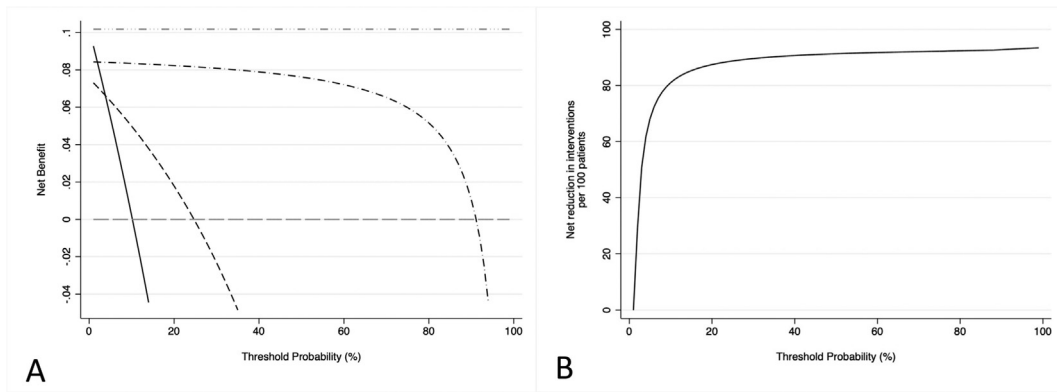 .1
.08
.06
.04
.02
0
-.02
-.04
Net Benefit
0 20 40 60 80 100
Threshold Probability (%)
A
100
80
60
40
20
0
Net reduction in interventions
per 100 patients
0 20 40 60 80 100
Threshold Probability (%)
B